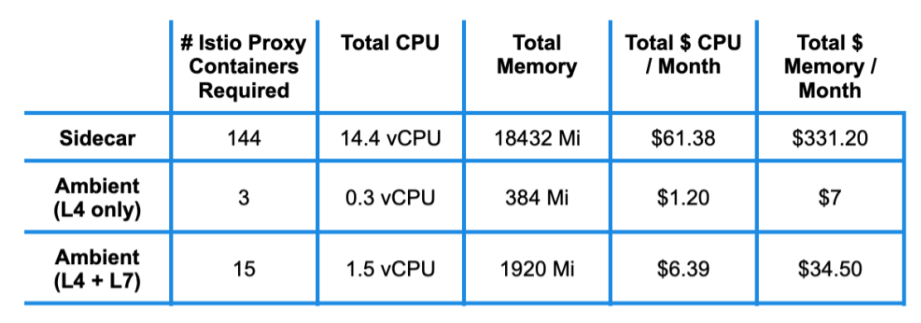 # Istio Proxy Containers Required
Total CPU
Total Memory
Total $ CPU / Month
Total $ Memory / Month
Sidecar
144
14.4 vCPU
18432 Mi
$61.38
$331.20
Ambient (L4 only)
3
0.3 vCPU
384 Mi
$1.20
$7
Ambient (L4 + L7)
15
1.5 vCPU
1920 Mi
$6.39
$34.50